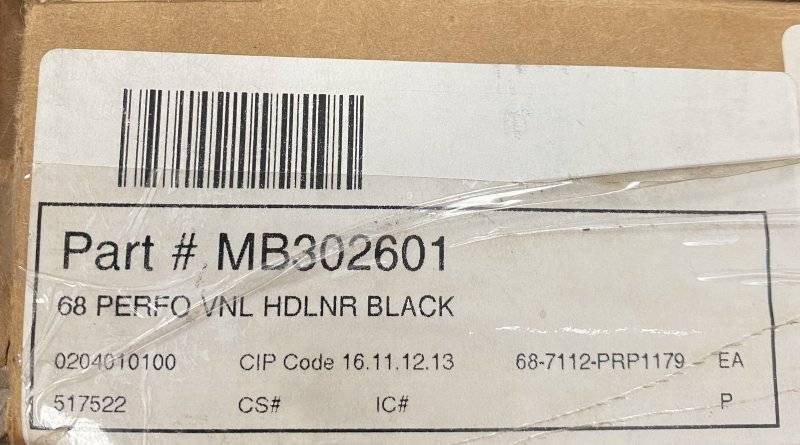 Part # MB302601
68 PERFO VNL HDLNR BLACK
0204010100 CIP Code 16.11.12.13 68-7112-PRP1179 EA
517522 CS# IC# P